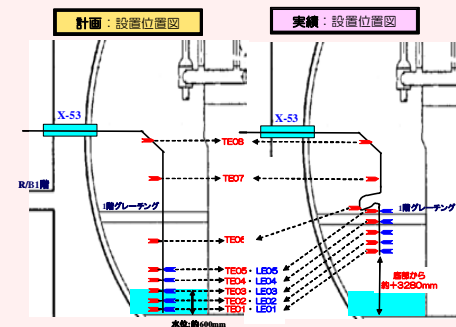 計画：設置位置図
実績：設置位置図
X-53
X-53
TE08
TE07
R/B1階
1階グレーチング
1階グレーチング
TE06
TE05・LE05
TE04・LE04
TE03・LE03
TE02・LE02
TE01・LE01
底部から
約+3280mm
水位:約600mm